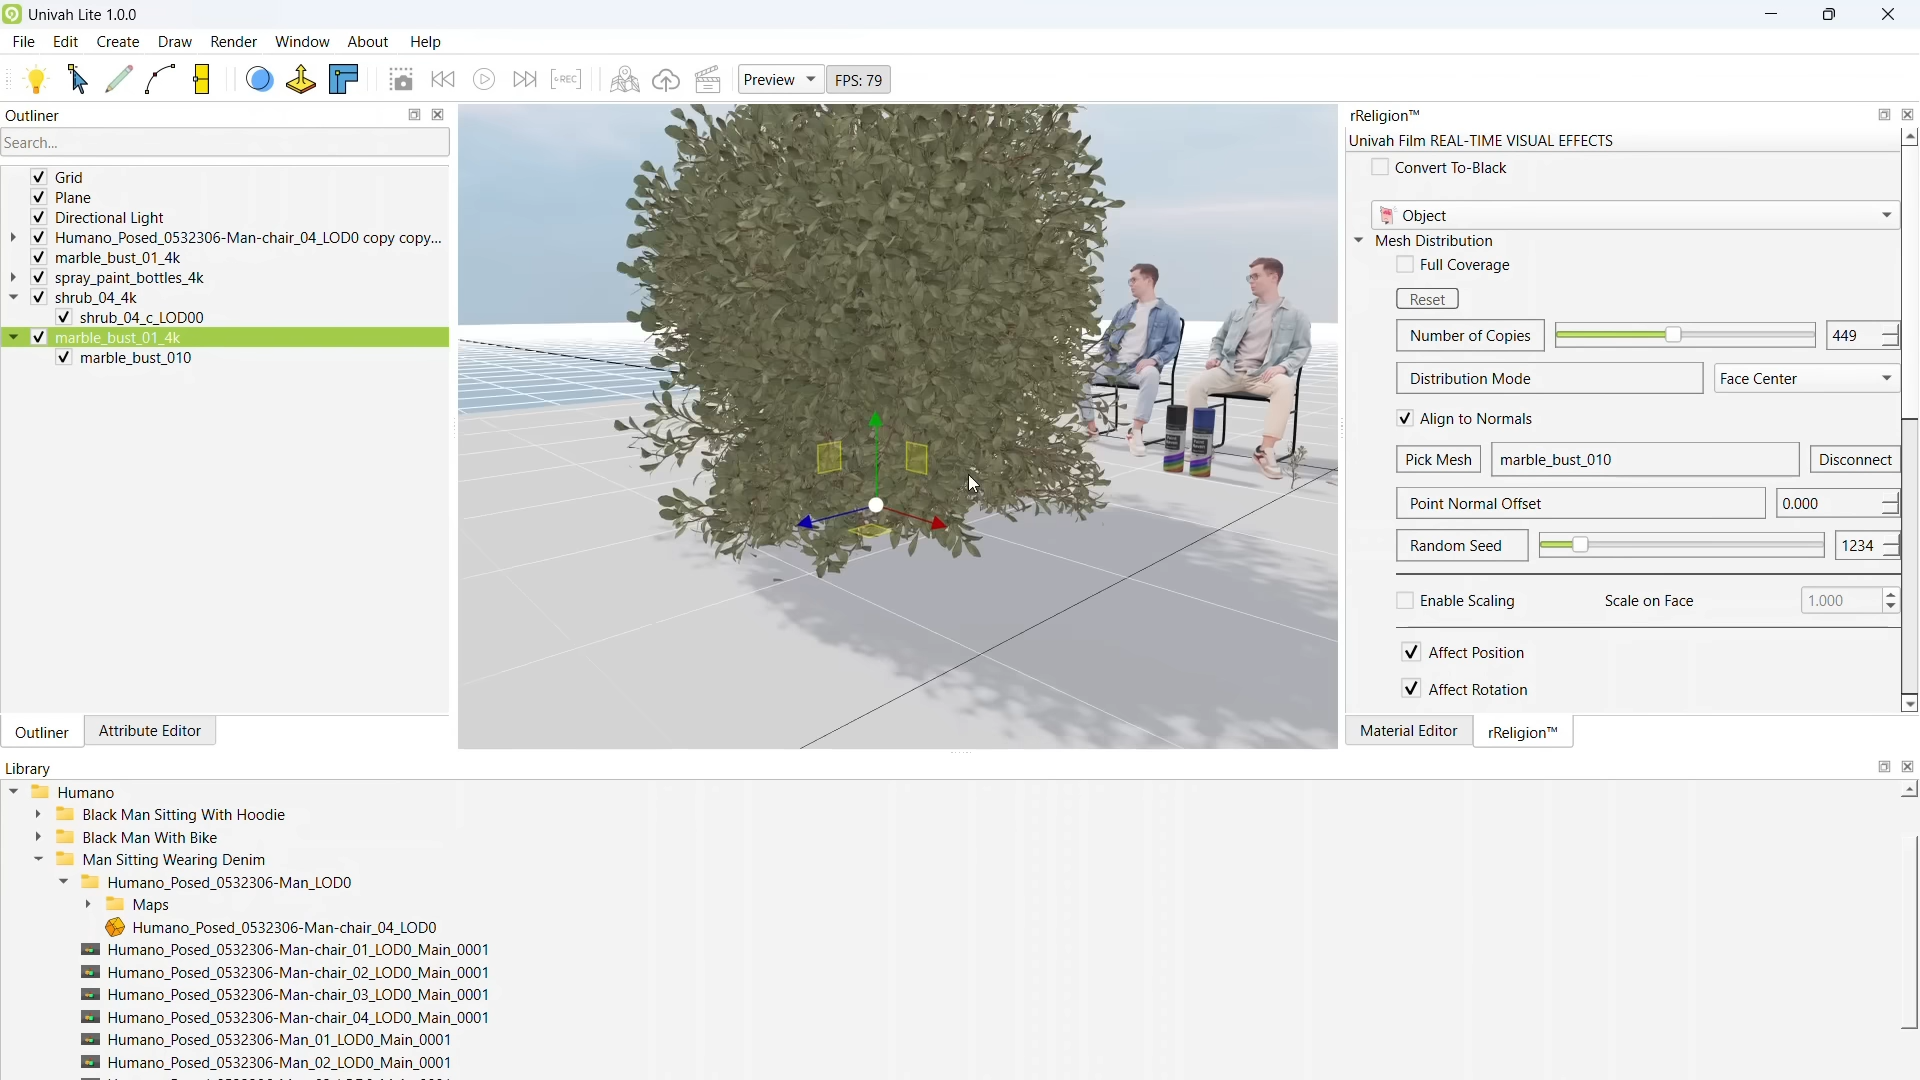 Univah Lite 1.0.0
File Edit Create Draw Render Window About Help
[-REC] Preview FPS: 79
Outliner
Search...
Grid
Plane
Directional Light
Humano_Posed_0532306-Man-chair_04_LOD0 copy copy...
marble_bust_01_4k
spray_paint_bottles_4k
shrub_04_4k
shrub_04_c_LOD00
marble_bust_01_4k
marble_bust_010
Outliner Attribute Editor
rReligion™
Univah Film REAL-TIME VISUAL EFFECTS
Convert To-Black
Object
Mesh Distribution
Full Coverage
Reset
Number of Copies 449
Distribution Mode Face Center
Align to Normals
Pick Mesh marble_bust_010 Disconnect
Point Normal Offset 0.000
Random Seed 1234
Enable Scaling Scale on Face 1.000
Affect Position
Affect Rotation
Material Editor rReligion™
Library
Humano
Black Man Sitting With Hoodie
Black Man With Bike
Man Sitting Wearing Denim
Humano_Posed_0532306-Man_LOD0
Maps
Humano_Posed_0532306-Man-chair_04_LOD0
Humano_Posed_0532306-Man-chair_01_LOD0_Main_0001
Humano_Posed_0532306-Man-chair_02_LOD0_Main_0001
Humano_Posed_0532306-Man-chair_03_LOD0_Main_0001
Humano_Posed_0532306-Man-chair_04_LOD0_Main_0001
Humano_Posed_0532306-Man_01_LOD0_Main_0001
Humano_Posed_0532306-Man_02_LOD0_Main_0001